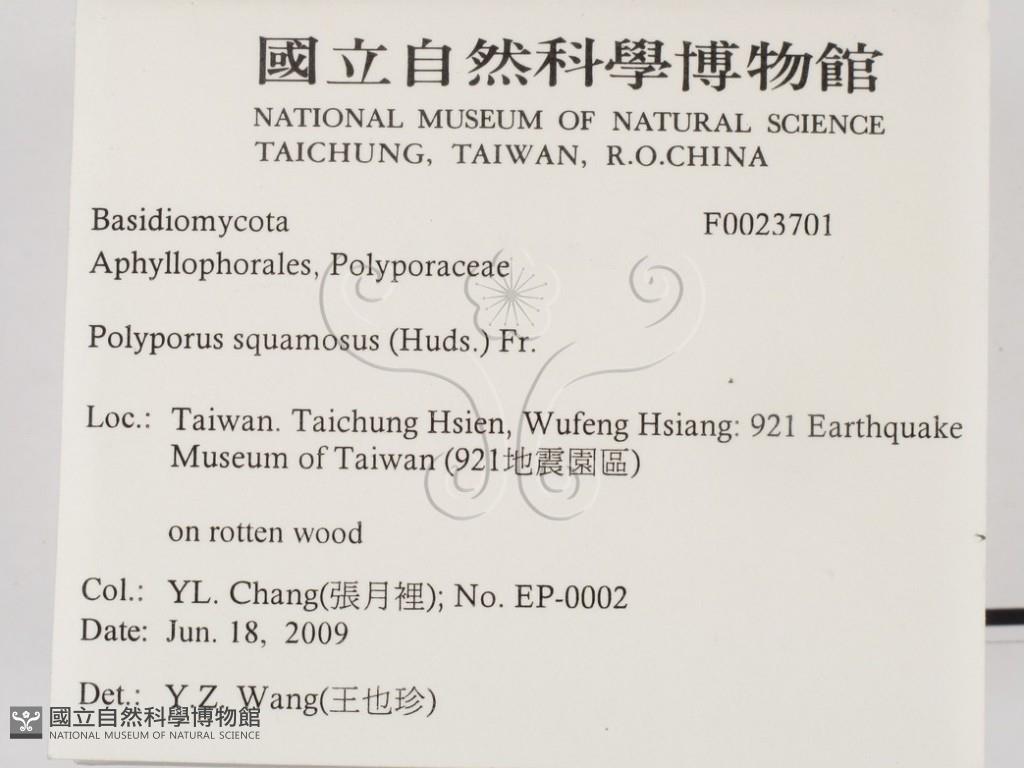 國立自然科學博物館
NATIONAL MUSEUM OF NATURAL SCIENCE
TAICHUNG, TAIWAN, R.O.CHINA
Basidiomycota F0023701
Aphyllophorales, Polyporaceae
Polyporus squamosus (Huds.) Fr.
Loc.: Taiwan. Taichung Hsien, Wufeng Hsiang: 921 Earthquake
Museum of Taiwan (921地震園區)
on rotten wood
Col.: YL. Chang(張月裡); No. EP-0002
Date: Jun. 18, 2009
Det.: Y.Z. Wang(王也珍)
國立自然科學博物館
NATIONAL MUSEUM OF NATURAL SCIENCE